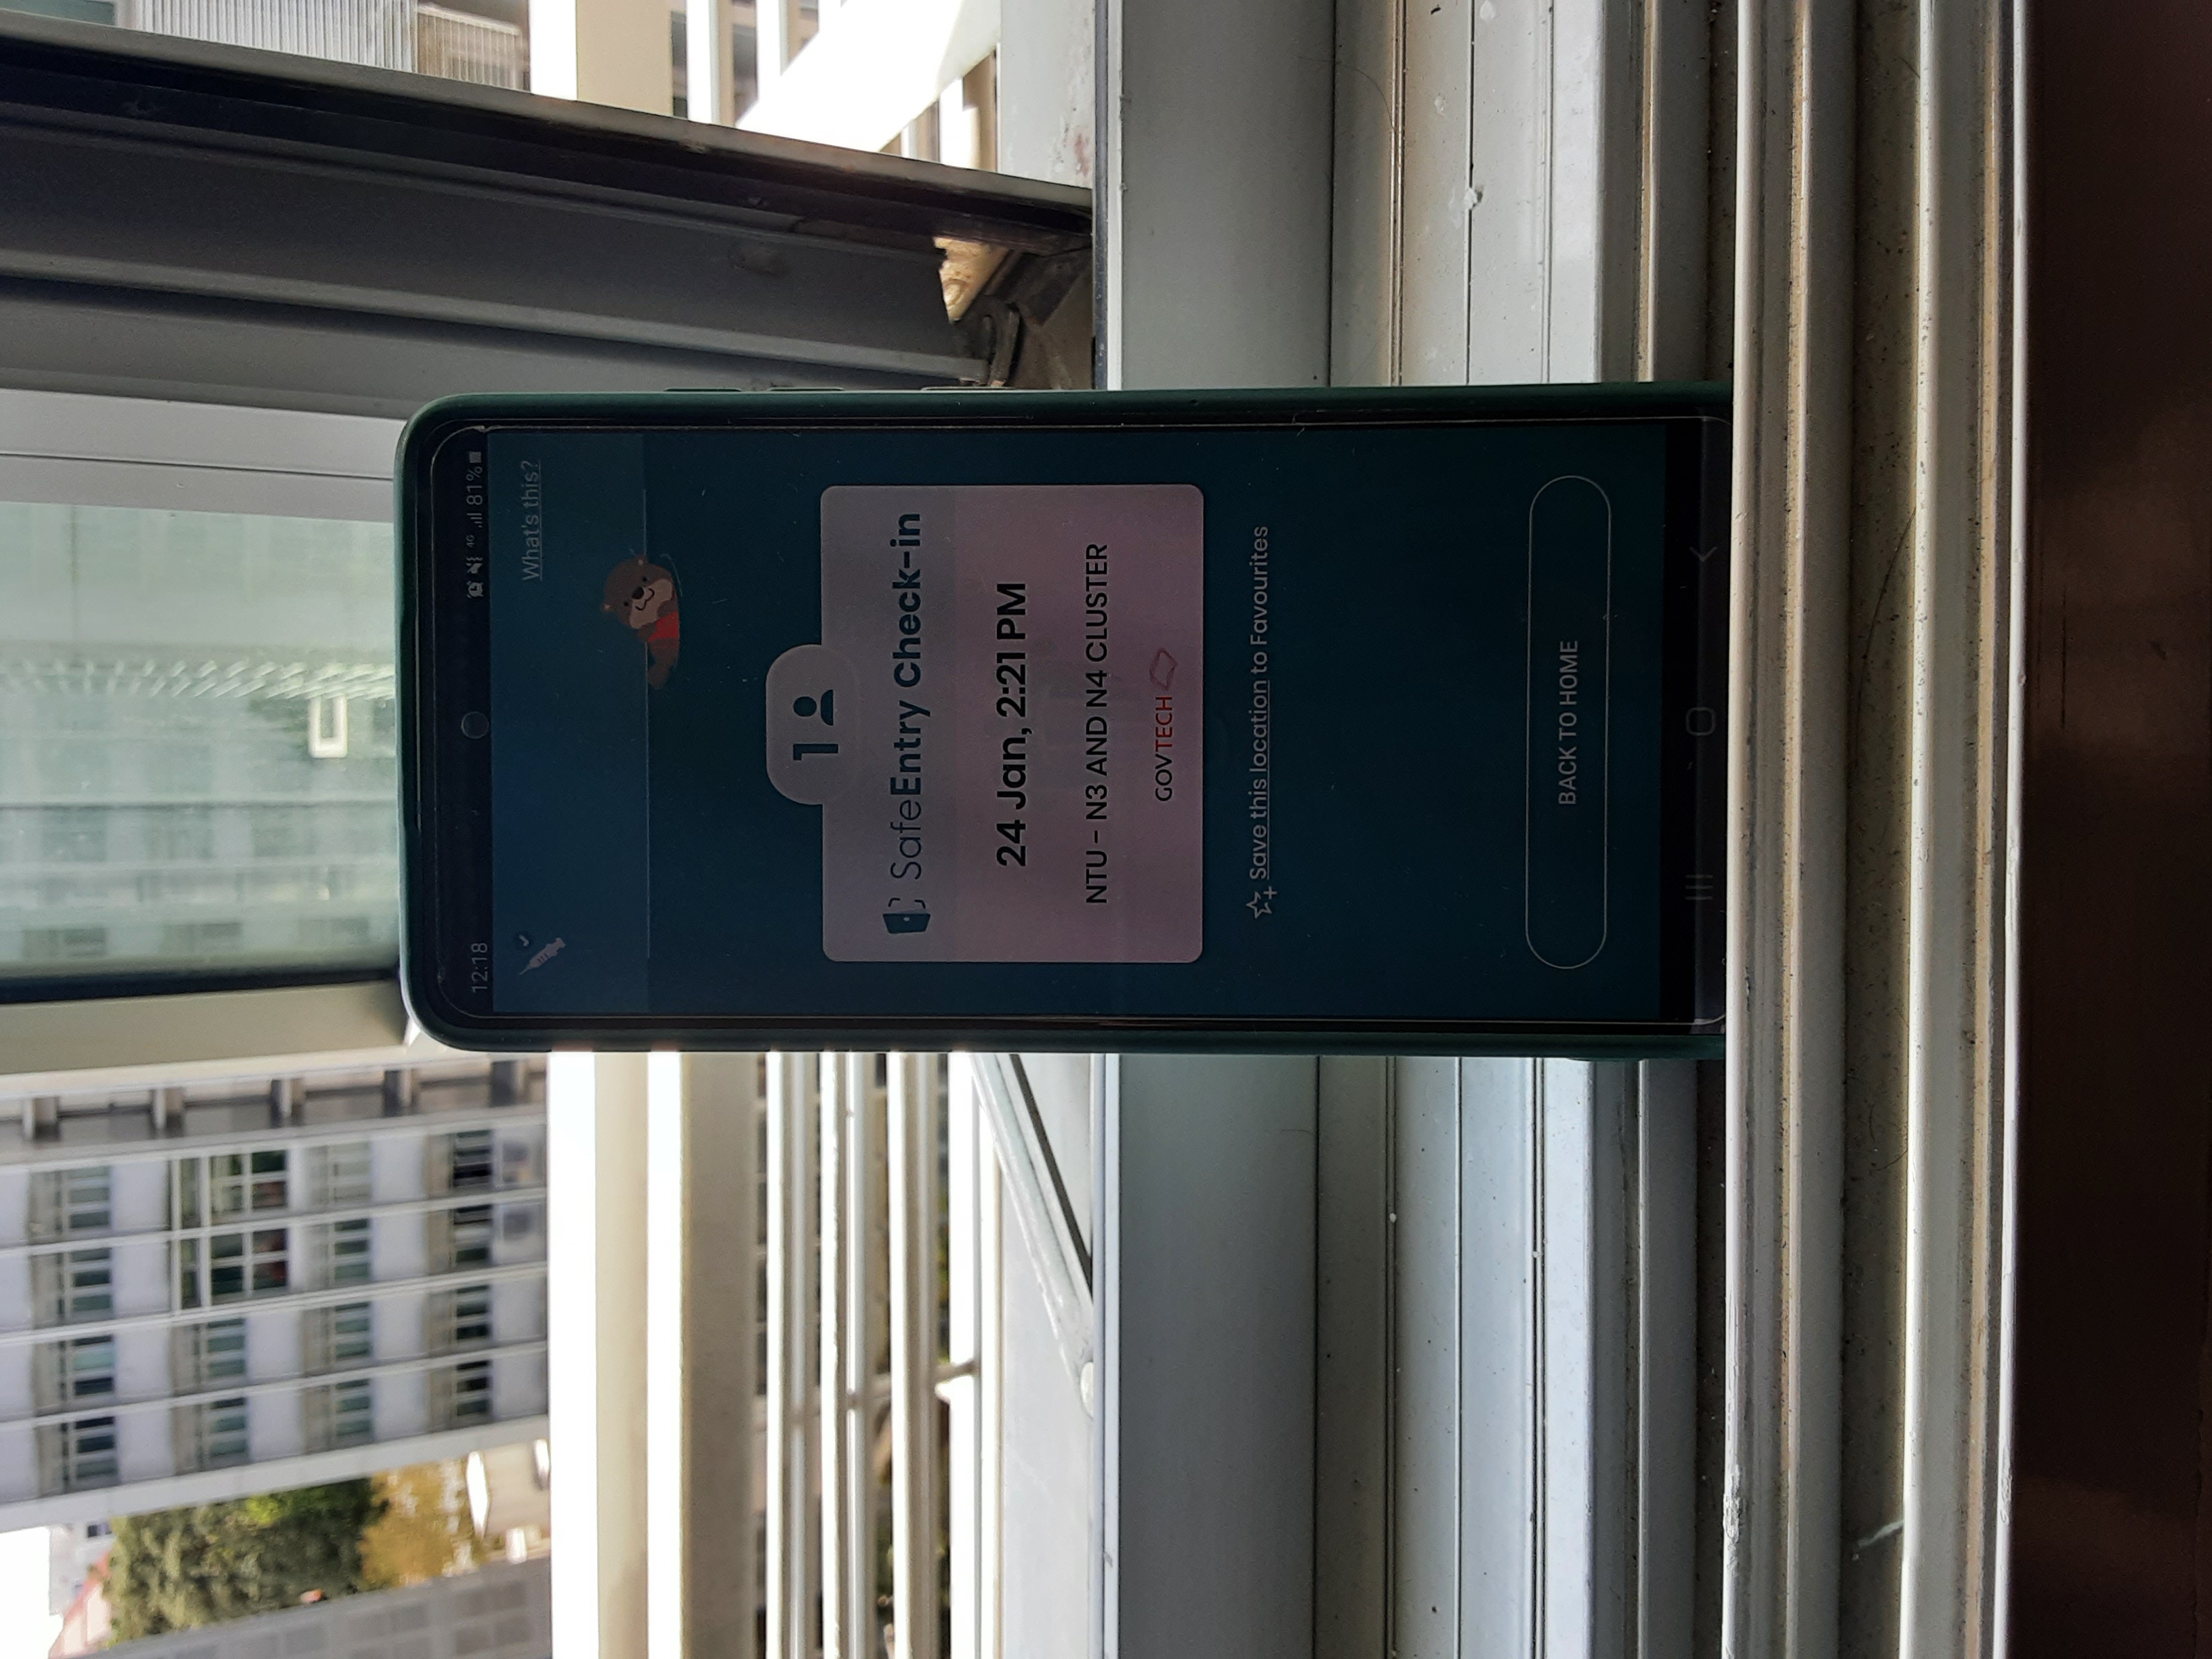 12:18 4G 81%
What's this?
1
SafeEntry Check-in
24 Jan, 2:21 PM
NTU - N3 AND N4 CLUSTER
GOVTECH
Save this location to Favourites
BACK TO HOME